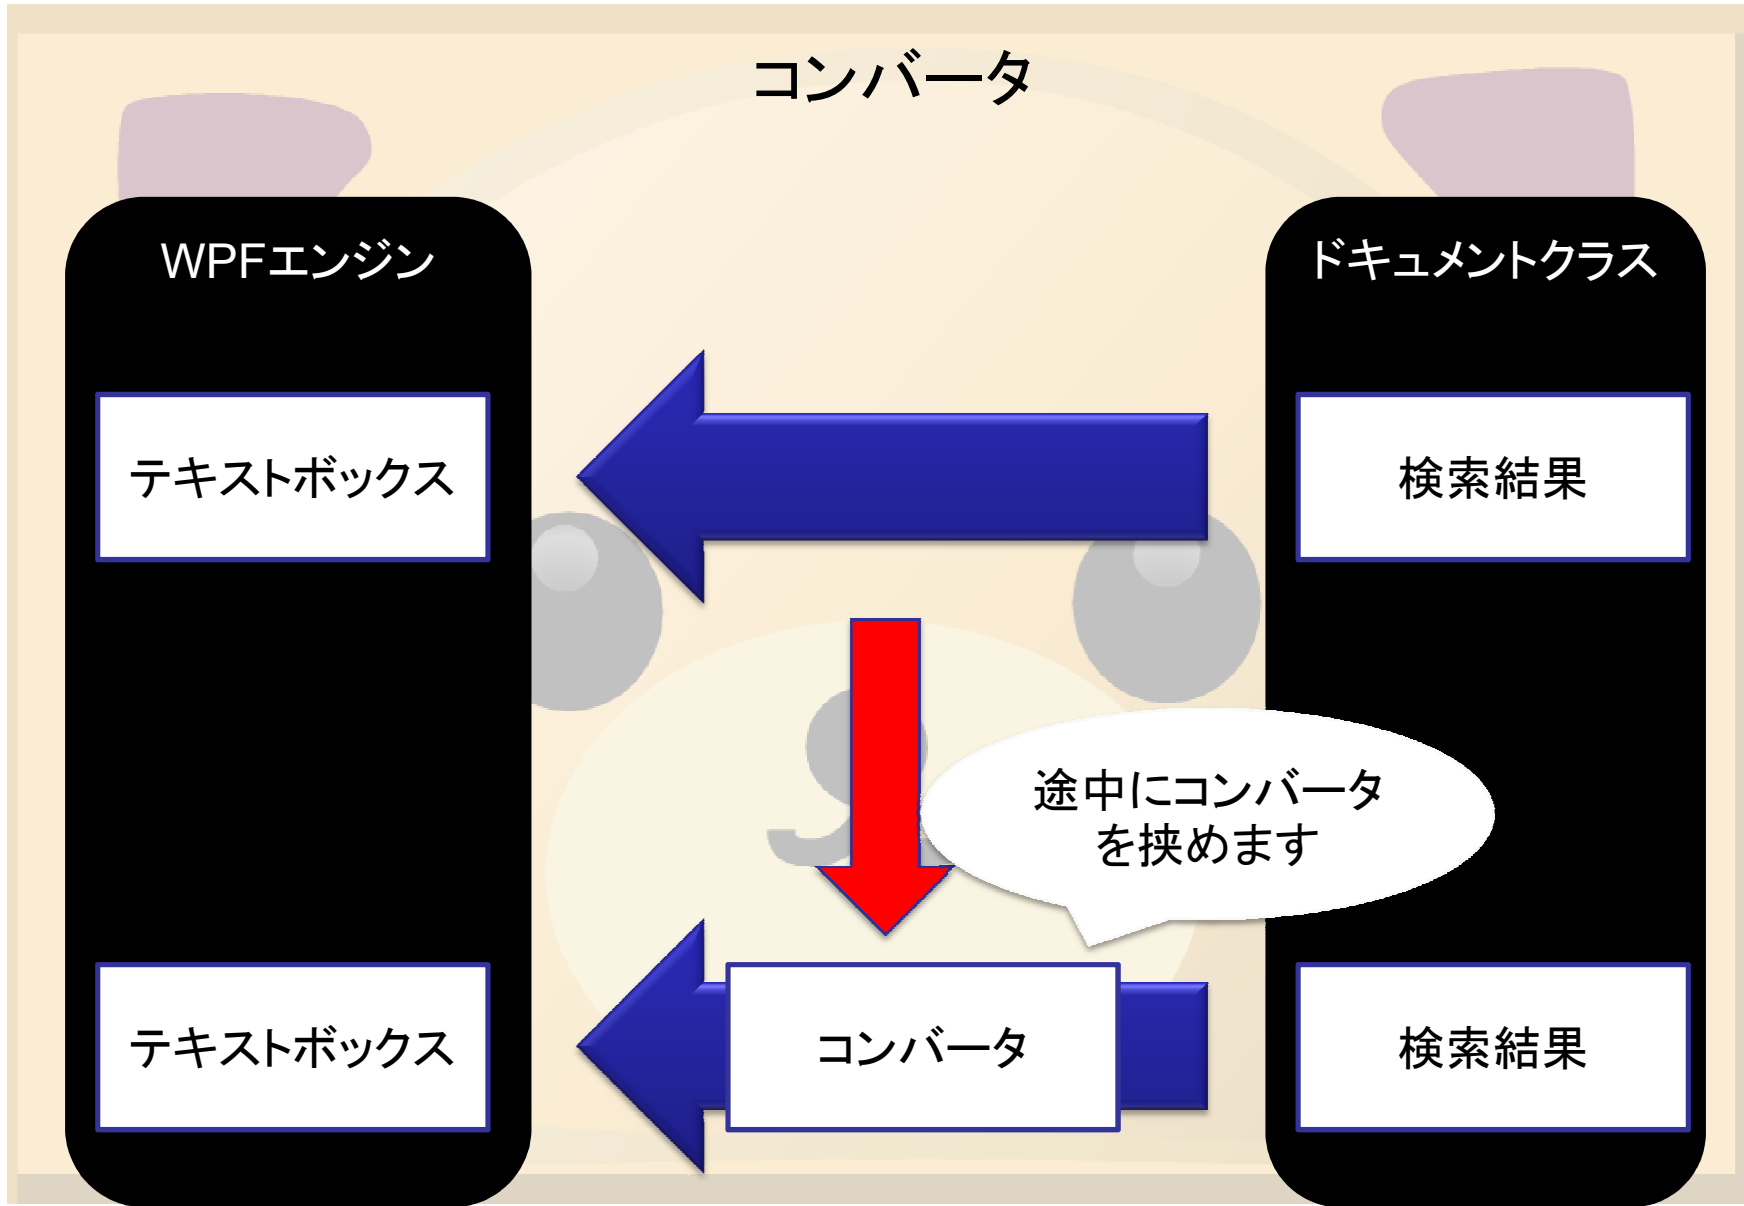 コンバータ
WPFエンジン
ドキュメントクラス
テキストボックス
検索結果
途中にコンバータ
を挟めます
テキストボックス
コンバータ
検索結果